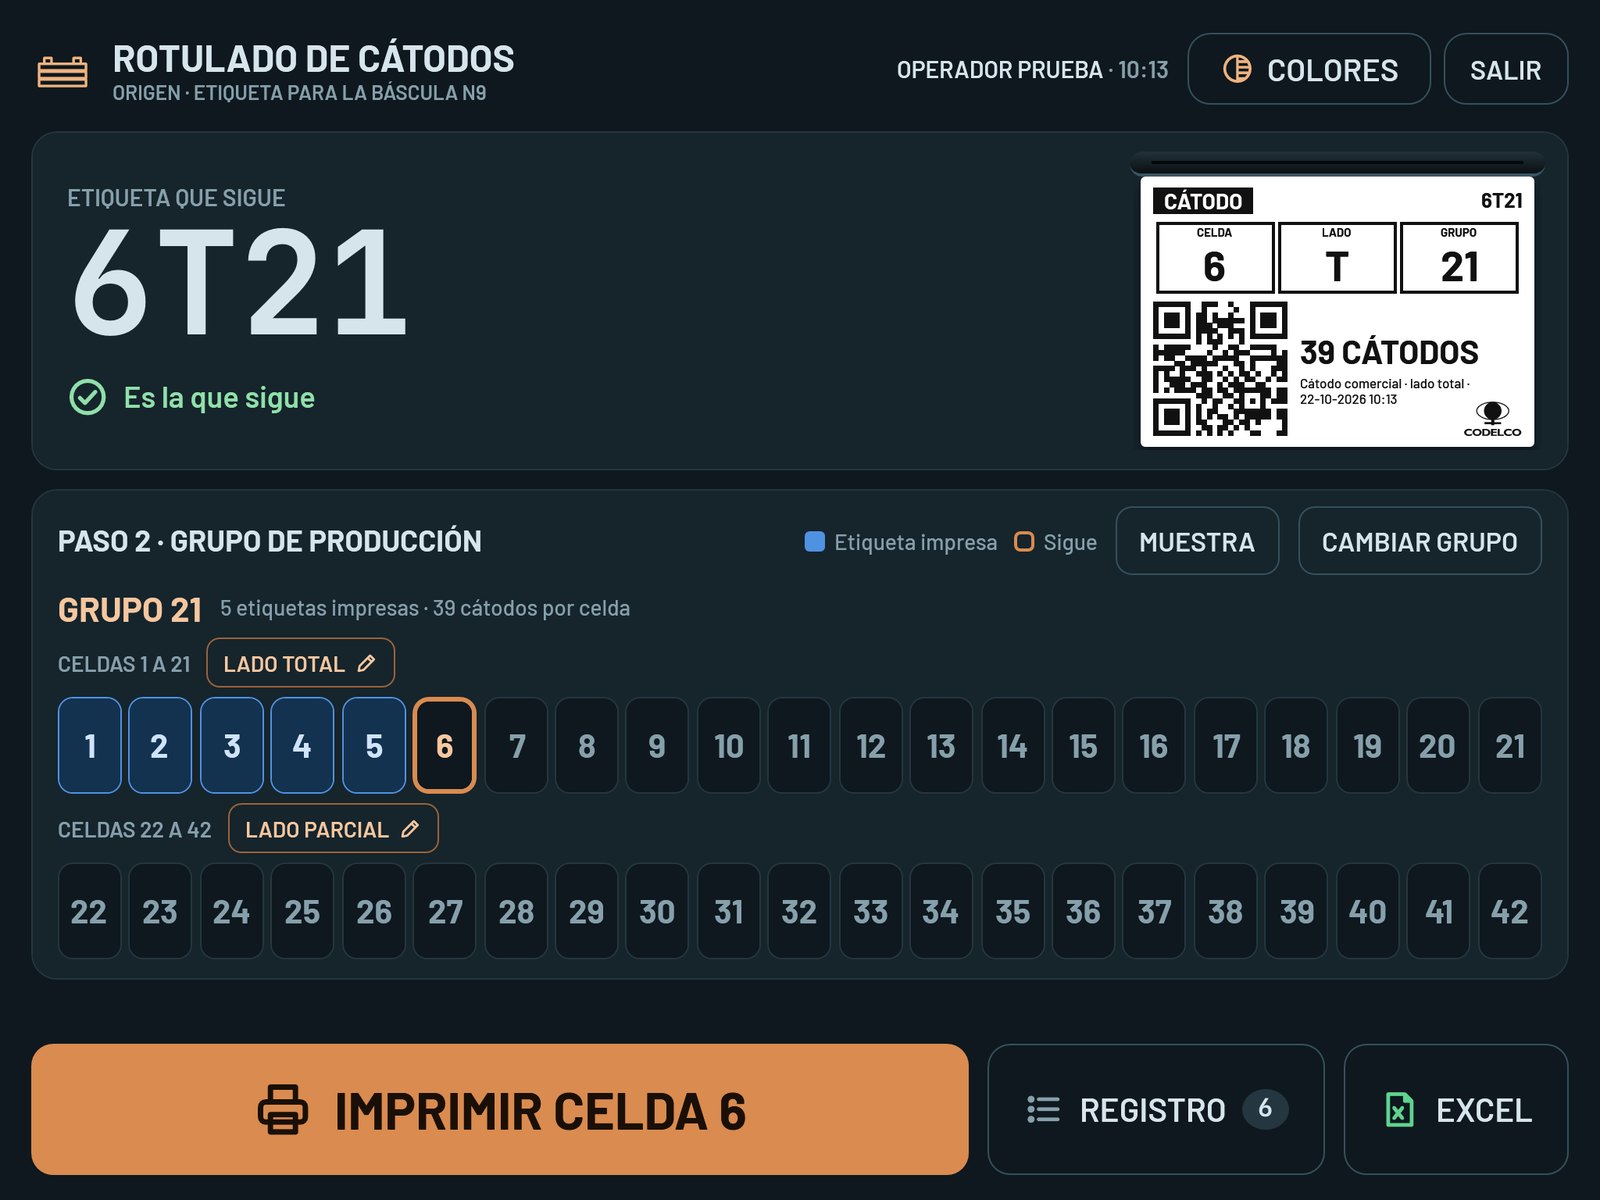 ROTULADO DE CÁTODOS
ORIGEN · ETIQUETA PARA LA BÁSCULA N9
OPERADOR PRUEBA · 10:13
COLORES
SALIR
ETIQUETA QUE SIGUE
6T21
Es la que sigue
CÁTODO
6T21
CELDA
6
LADO
T
GRUPO
21
39 CÁTODOS
Cátodo comercial · lado total ·
22-10-2026 10:13
CODELCO
PASO 2 · GRUPO DE PRODUCCIÓN
Etiqueta impresa
Sigue
MUESTRA
CAMBIAR GRUPO
GRUPO 21
5 etiquetas impresas · 39 cátodos por celda
CELDAS 1 A 21
LADO TOTAL
1 2 3 4 5 6 7 8 9 10 11 12 13 14 15 16 17 18 19 20 21
CELDAS 22 A 42
LADO PARCIAL
22 23 24 25 26 27 28 29 30 31 32 33 34 35 36 37 38 39 40 41 42
IMPRIMIR CELDA 6
REGISTRO 6
EXCEL